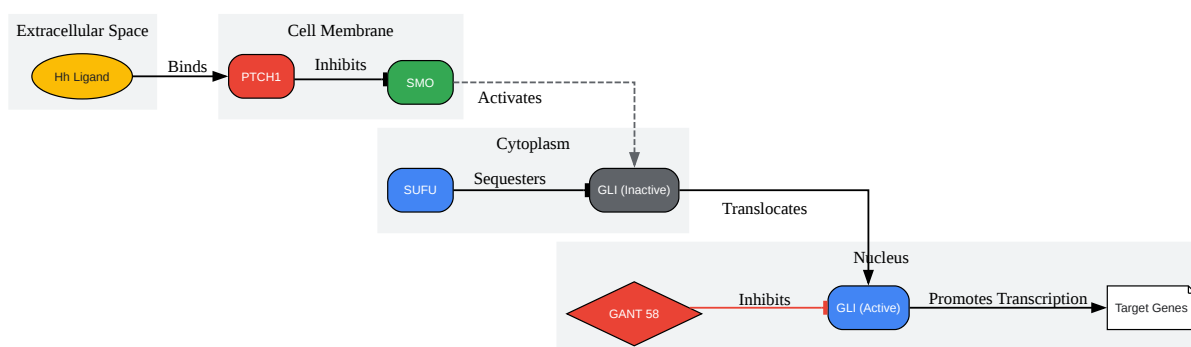 Extracellular Space
Cell Membrane
Hh Ligand
Binds
PTCH1
Inhibits
SMO
Activates
Cytoplasm
SUFU
Sequesters
GLI (Inactive)
Translocates
Nucleus
GANT 58
Inhibits
GLI (Active)
Promotes Transcription
Target Genes